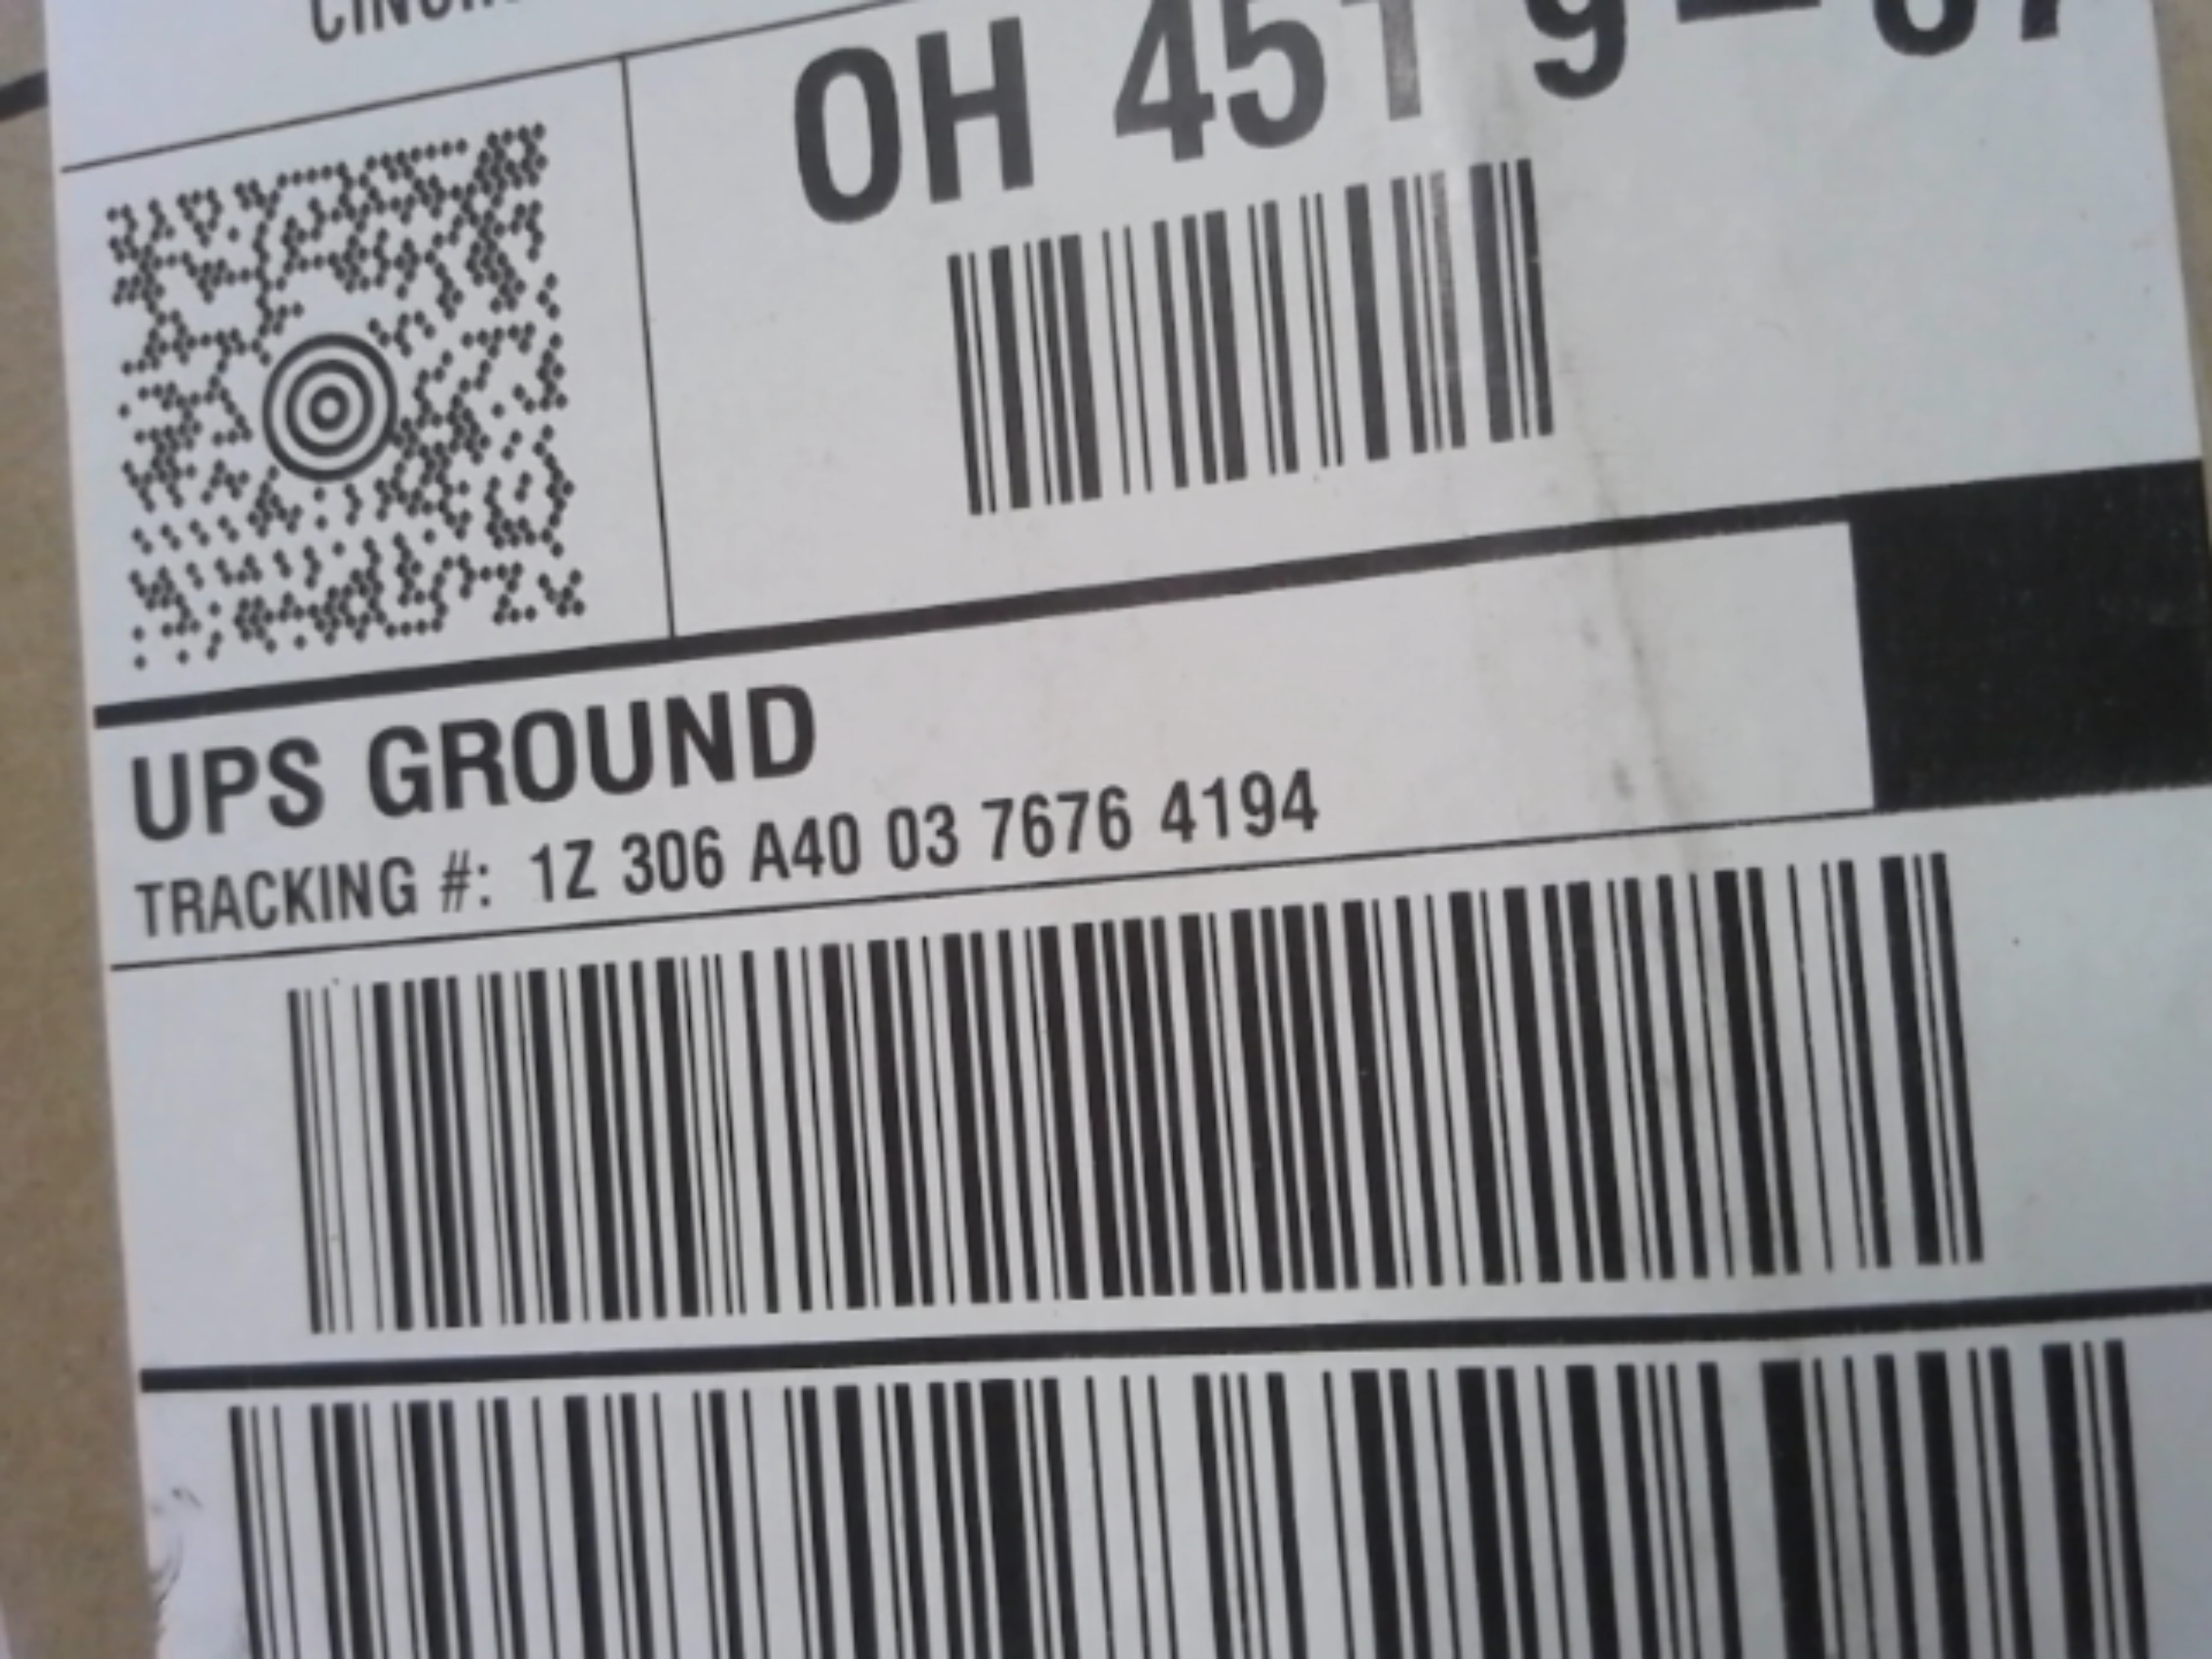 OH 451
UPS GROUND
TRACKING #: 1Z 306 A40 03 7676 4194